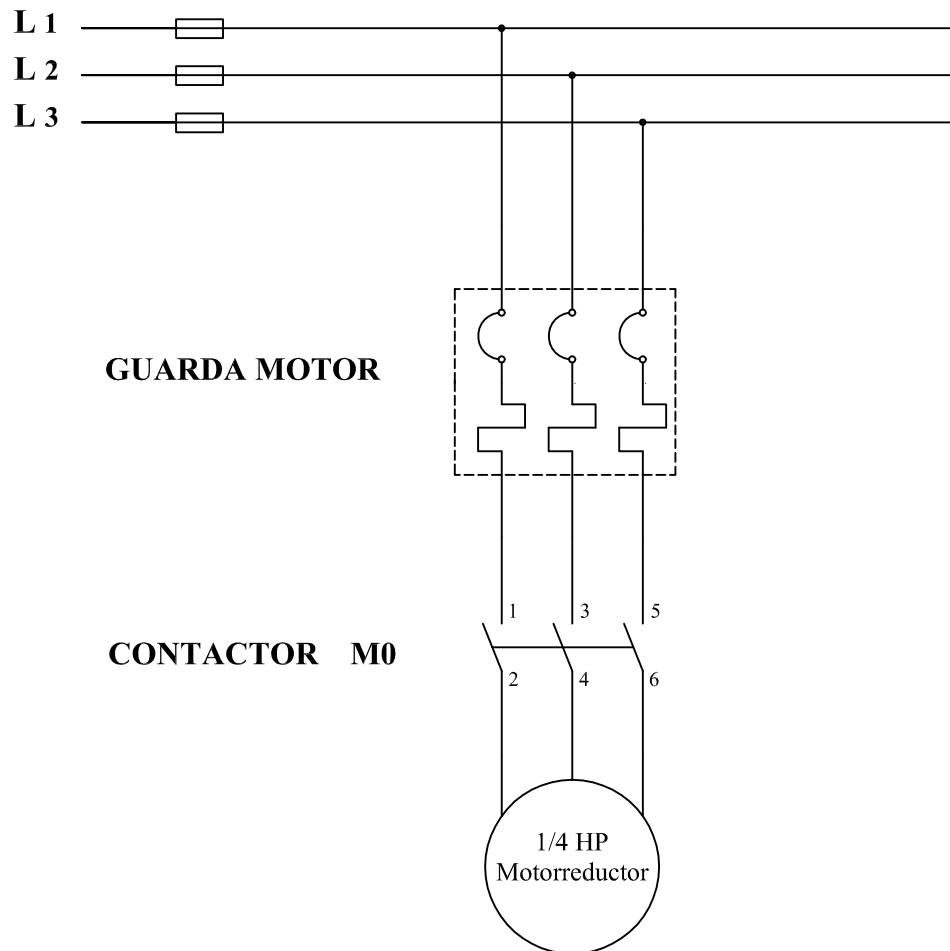 L 1
L 2
L 3
GUARDA MOTOR
1 3 5
CONTACTOR M0
2 4 6
1/4 HP
Motorreductor